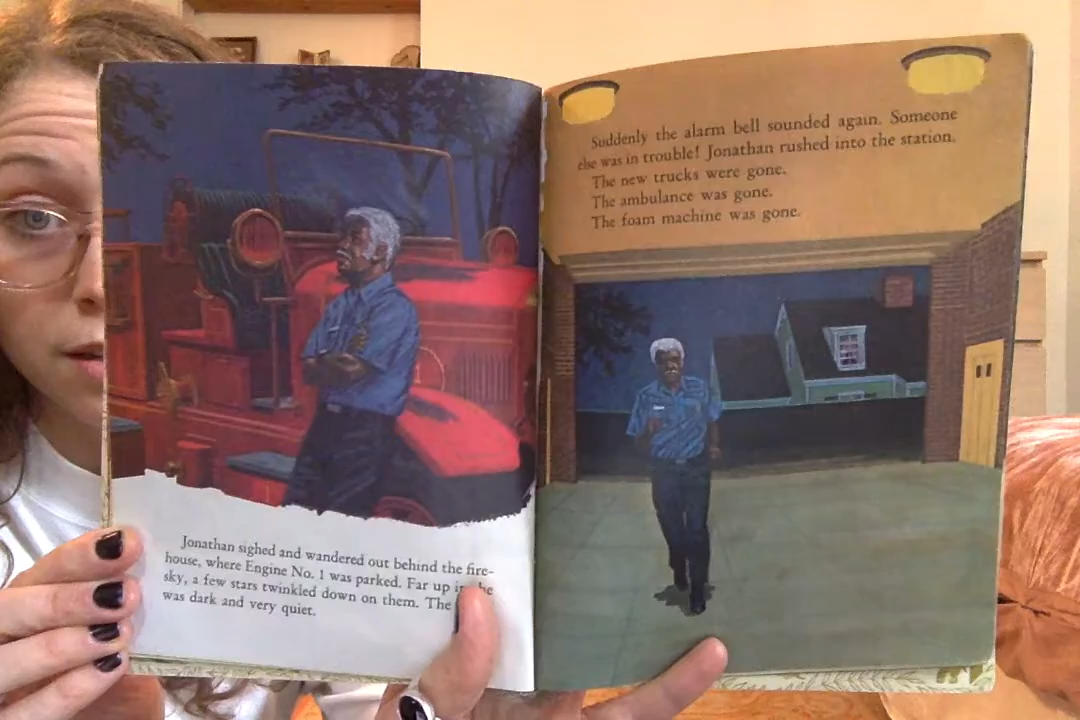 Jonathan sighed and wandered out behind the fire-
house, where Engine No. 1 was parked. Far up in
sky, a few stars twinkled down on them. The
was dark and very quiet.
Suddenly the alarm bell sounded again. Someone
else was in trouble! Jonathan rushed into the station.
The new trucks were gone.
The ambulance was gone.
The foam machine was gone.